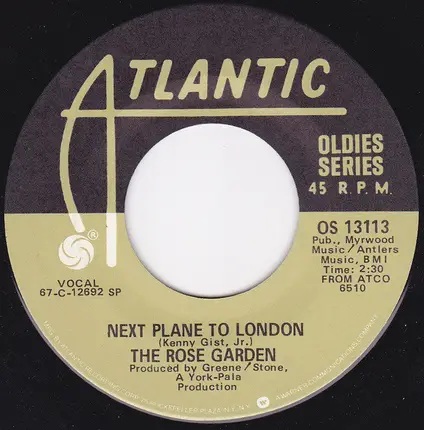 ATLANTIC
OLDIES
SERIES
45 R.P.M.
OS 13113
Pub., Myrwood
Music/Antlers
Music, BMI
Time: 2:30
FROM ATCO
6510
®
VOCAL
67-C-12692 SP
NEXT PLANE TO LONDON
(Kenny Gist, Jr.)
THE ROSE GARDEN
Produced by Greene/Stone,
A York-Pala
Production